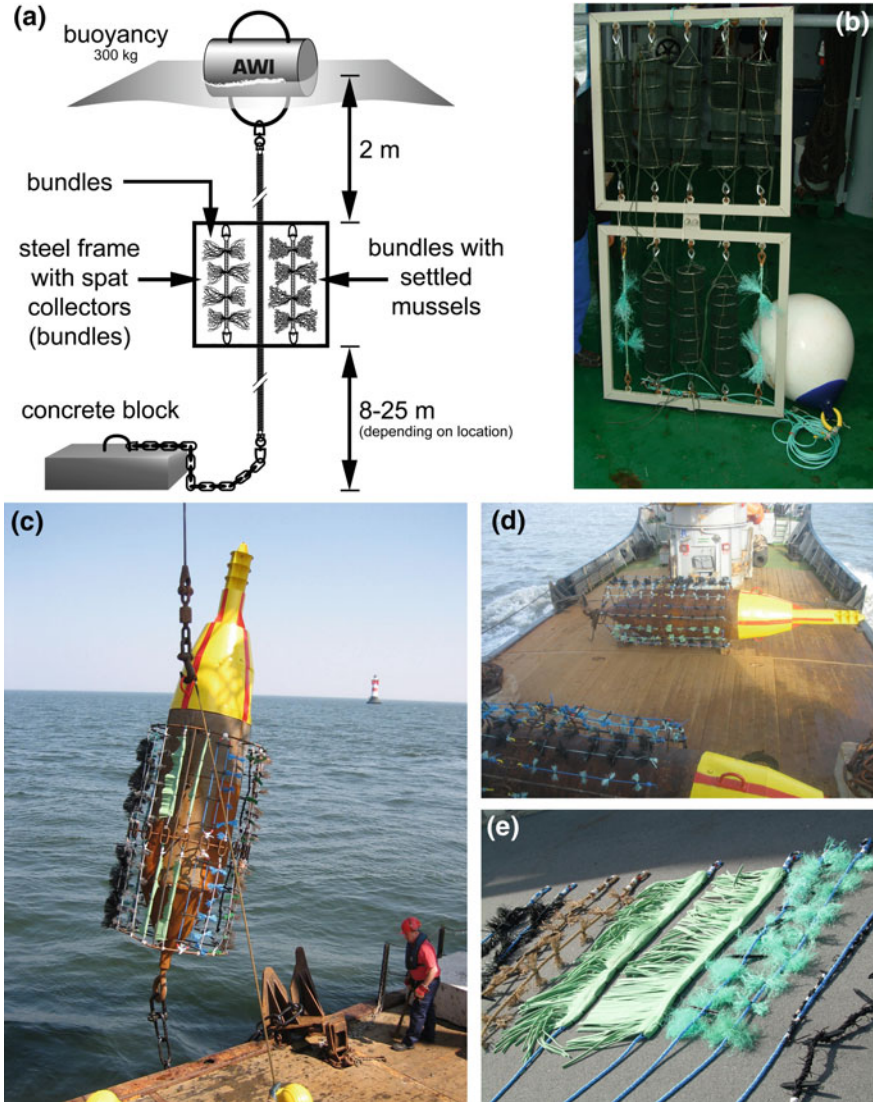 (a)
buoyancy
300 kg
AWI
2 m
bundles
steel frame
with spat
collectors
(bundles)
bundles with
settled
mussels
concrete block
8-25 m
(depending on location)
(b)
(c)
(d)
(e)